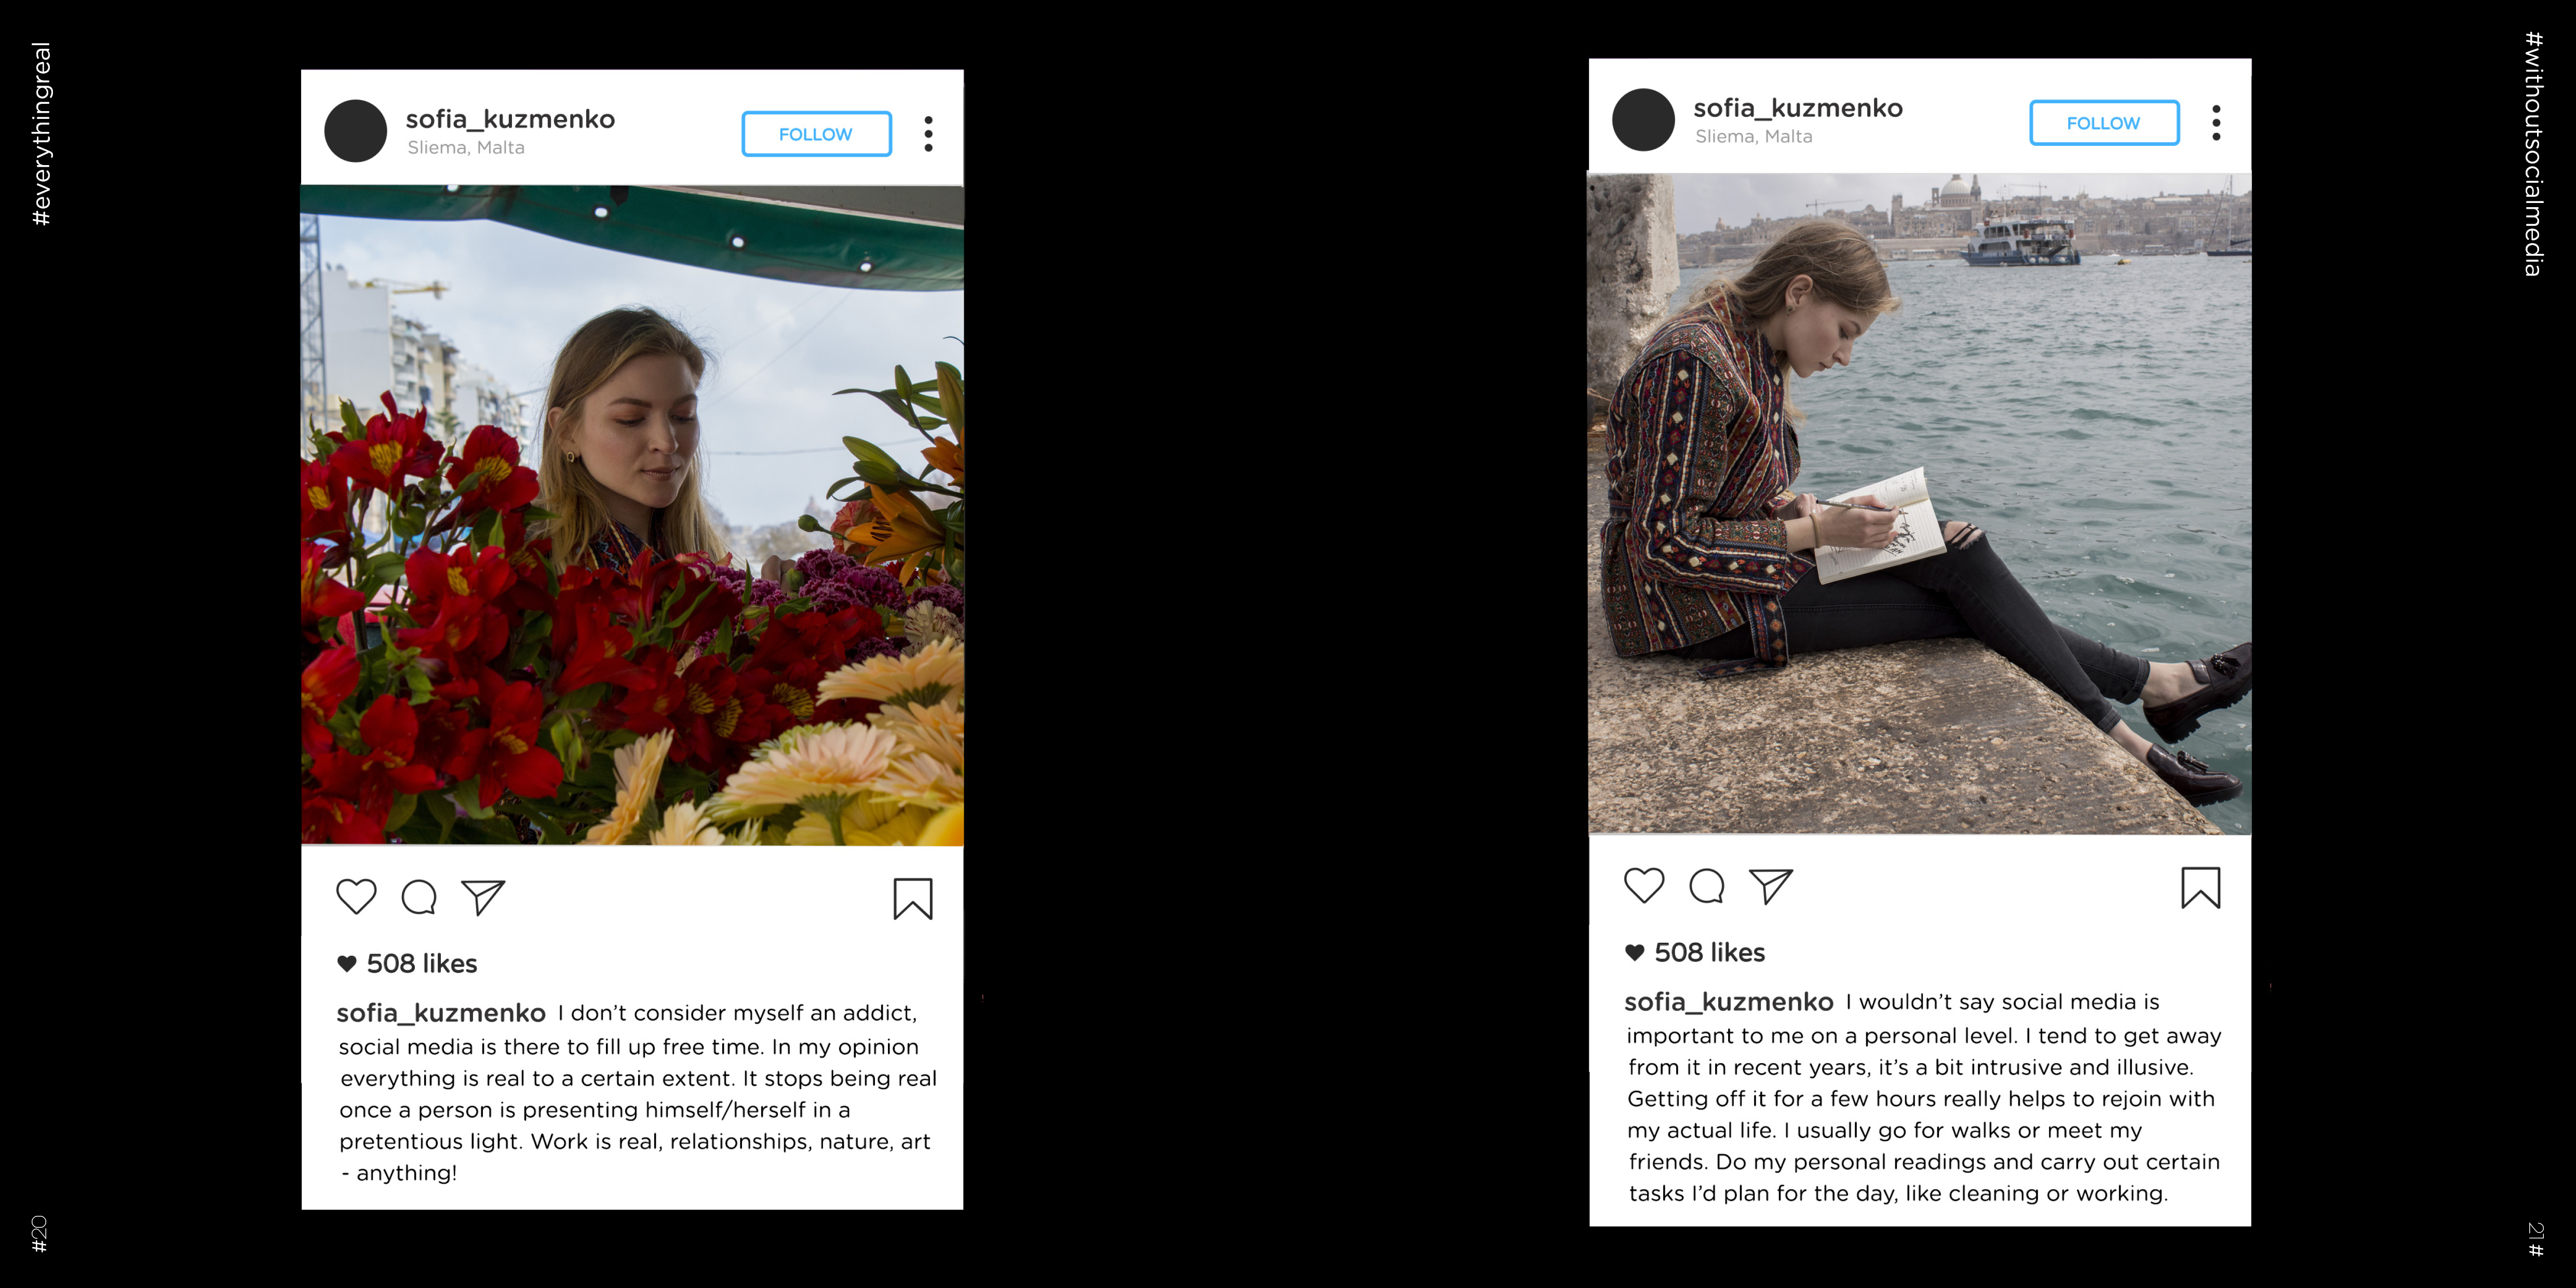 #everythingreal
sofia_kuzmenko
Sliema, Malta
FOLLOW
508 likes
sofia_kuzmenko I don’t consider myself an addict,
social media is there to fill up free time. In my opinion
everything is real to a certain extent. It stops being real
once a person is presenting himself/herself in a
pretentious light. Work is real, relationships, nature, art
- anything!
#20
sofia_kuzmenko
Sliema, Malta
FOLLOW
508 likes
sofia_kuzmenko I wouldn’t say social media is
important to me on a personal level. I tend to get away
from it in recent years, it’s a bit intrusive and illusive.
Getting off it for a few hours really helps to rejoin with
my actual life. I usually go for walks or meet my
friends. Do my personal readings and carry out certain
tasks I’d plan for the day, like cleaning or working.
#withoutsocialmedia
21#